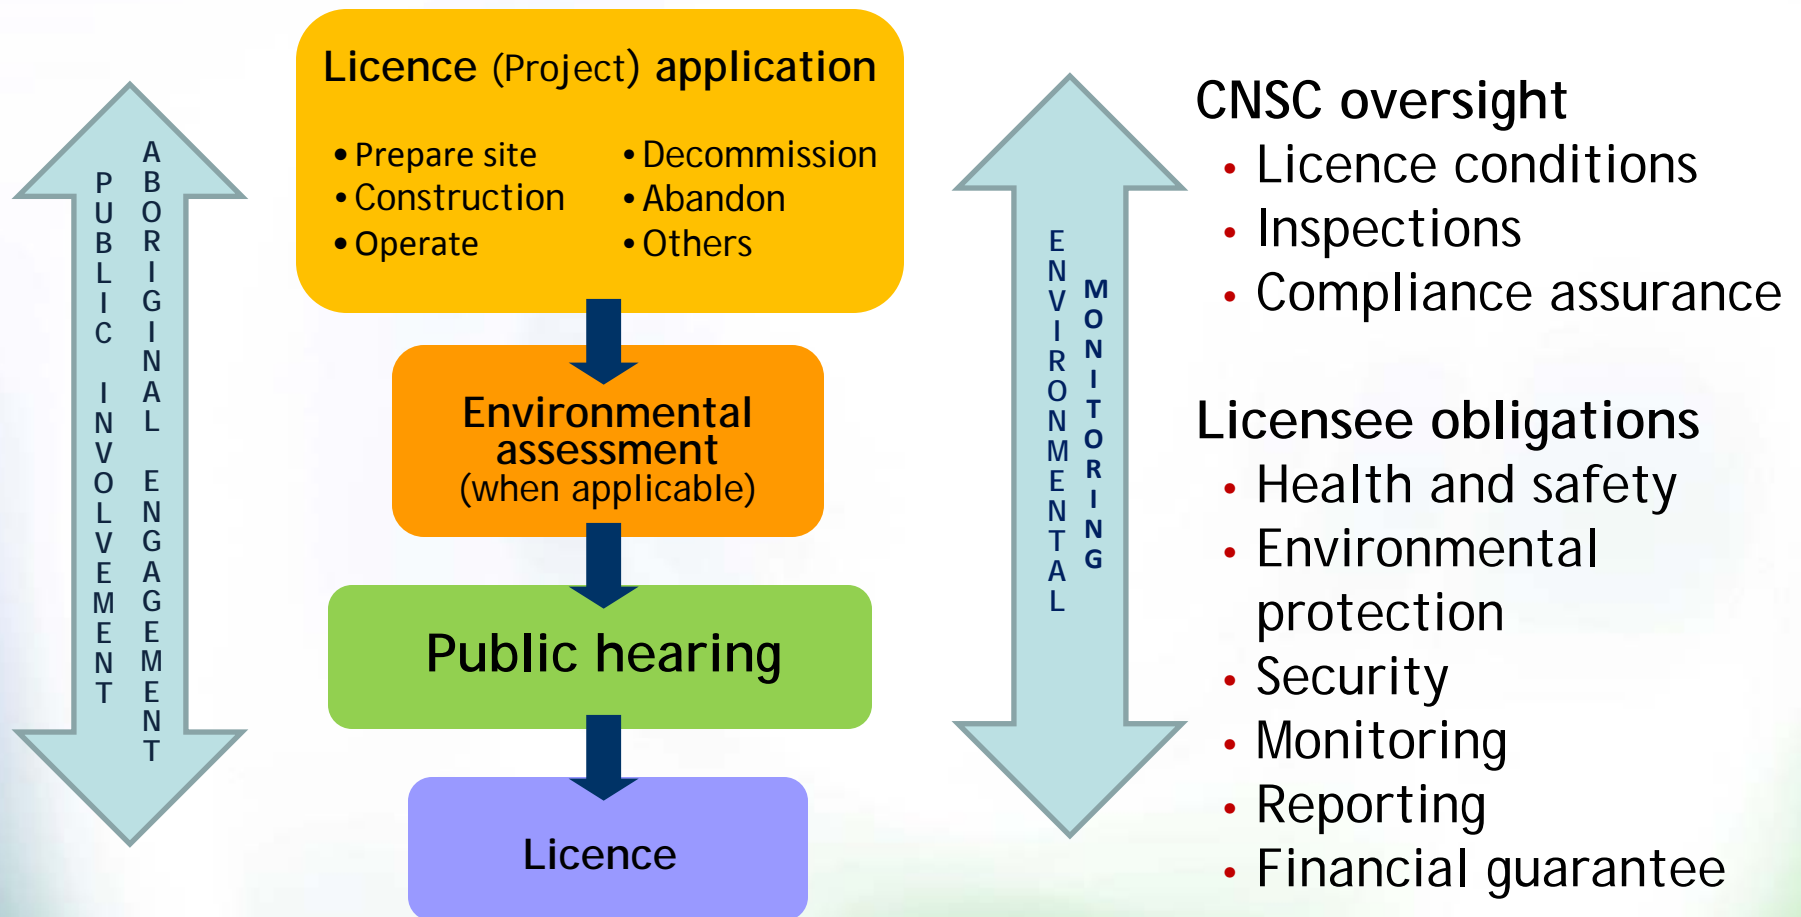 PUBLIC INVOLVEMENT
ABORIGINAL ENGAGEMENT
Licence (Project) application
• Prepare site
• Construction
• Operate
• Decommission
• Abandon
• Others
Environmental
assessment
(when applicable)
Public hearing
Licence
ENVIRONMENTAL
MONITORING
CNSC oversight
• Licence conditions
• Inspections
• Compliance assurance
Licensee obligations
• Health and safety
• Environmental
protection
• Security
• Monitoring
• Reporting
• Financial guarantee